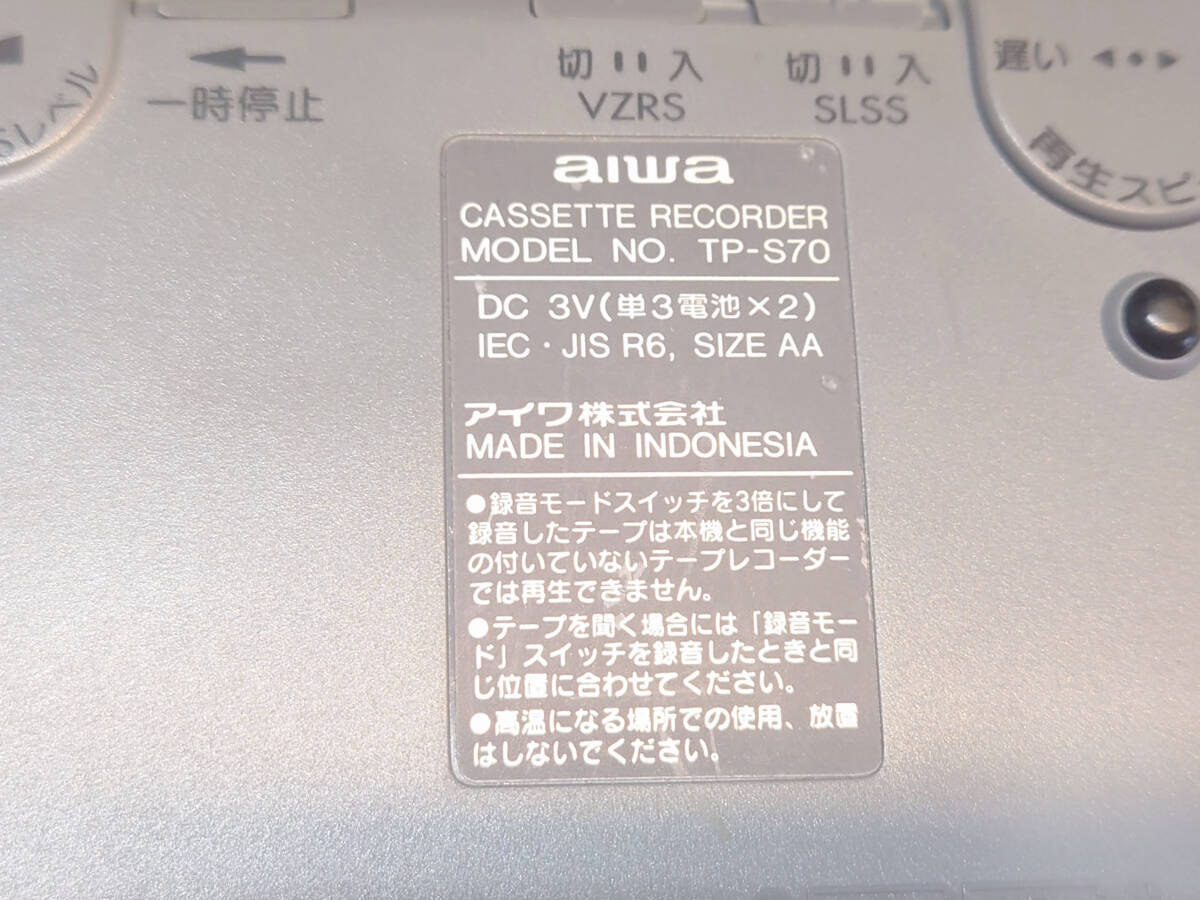 切 入
切 入
遅い
一時停止
VZRS
SLSS
Sレベル
再生スピ
aiwa
CASSETTE RECORDER
MODEL NO. TP-S70
DC 3V(単3電池×2)
IEC・JIS R6, SIZE AA
アイワ株式会社
MADE IN INDONESIA
●録音モードスイッチを3倍にして
録音したテープは本機と同じ機能
の付いていないテープレコーダー
では再生できません。
●テープを聞く場合には「録音モー
ド」スイッチを録音したときと同
じ位置に合わせてください。
●高温になる場所での使用、放置
はしないでください。